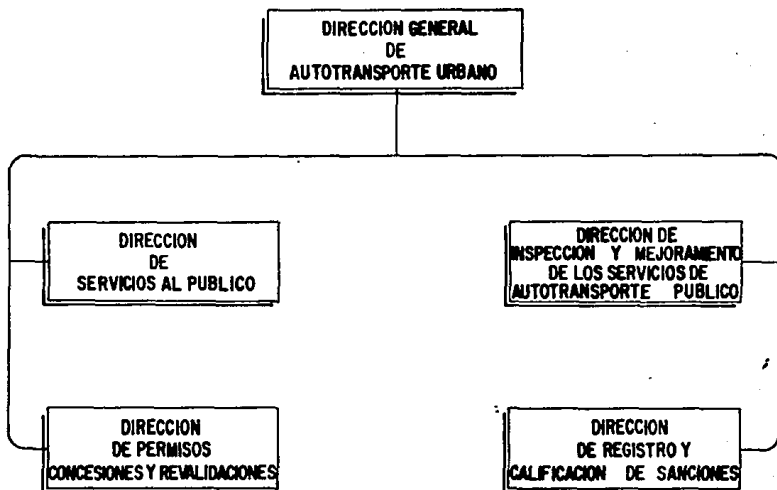 DIRECCION GENERAL
DE
AUTOTRANSPORTE URBANO
DIRECCION
DE
SERVICIOS AL PUBLICO
DIRECCION DE
INSPECCION Y MEJORAMIENTO
DE LOS SERVICIOS DE
AUTOTRANSPORTE PUBLICO
DIRECCION
DE PERMISOS
CONCESIONES Y REVALIDACIONES
DIRECCION
DE REGISTRO Y
CALIFICACION DE SANCIONES